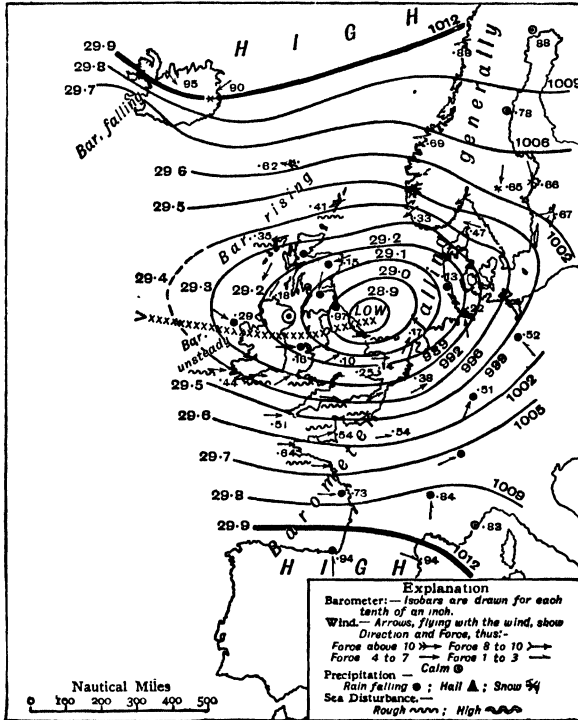 H I G H
1012
29.9
29.8
29.7
88
.88
95
90
1009
.78
Bar. falling
generally
.69
1006
29.6
.62
.65
.66
Bar. rising
29.5
.41
.33
.47
.67
1002
.35
29.2
29.1
29.4
29.3
29.2
29.0
28.9
.15
.18
.13
LOW
all
.29
.97
.17
.22
Bar. unsteady
.18
.10
.14
989
992
996
999
.52
.44
.25
.38
29.5
1002
.51
29.6
.51
.54
.54
1005
29.7
.64
Barometer
29.8
.73
.84
1009
29.9
.83
1012
.94
.94
H I G H
Explanation
Barometer:— Isobars are drawn for each
tenth of an inch.
Wind.— Arrows, flying with the wind, show
Direction and Force, thus:-
Force above 10 Force 8 to 10
Force 4 to 7 Force 1 to 3
Calm
Precipitation —
Rain falling ; Hail ; Snow
Sea Disturbance.—
Rough ; High
Nautical Miles
0 100 200 300 400 500